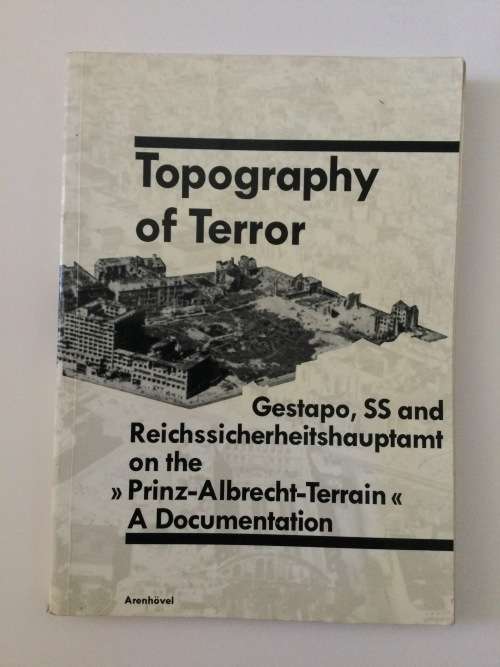 Topography
of Terror
Gestapo, SS and
Reichssicherheitshauptamt
on the
» Prinz-Albrecht-Terrain «
A Documentation
Arenhövel